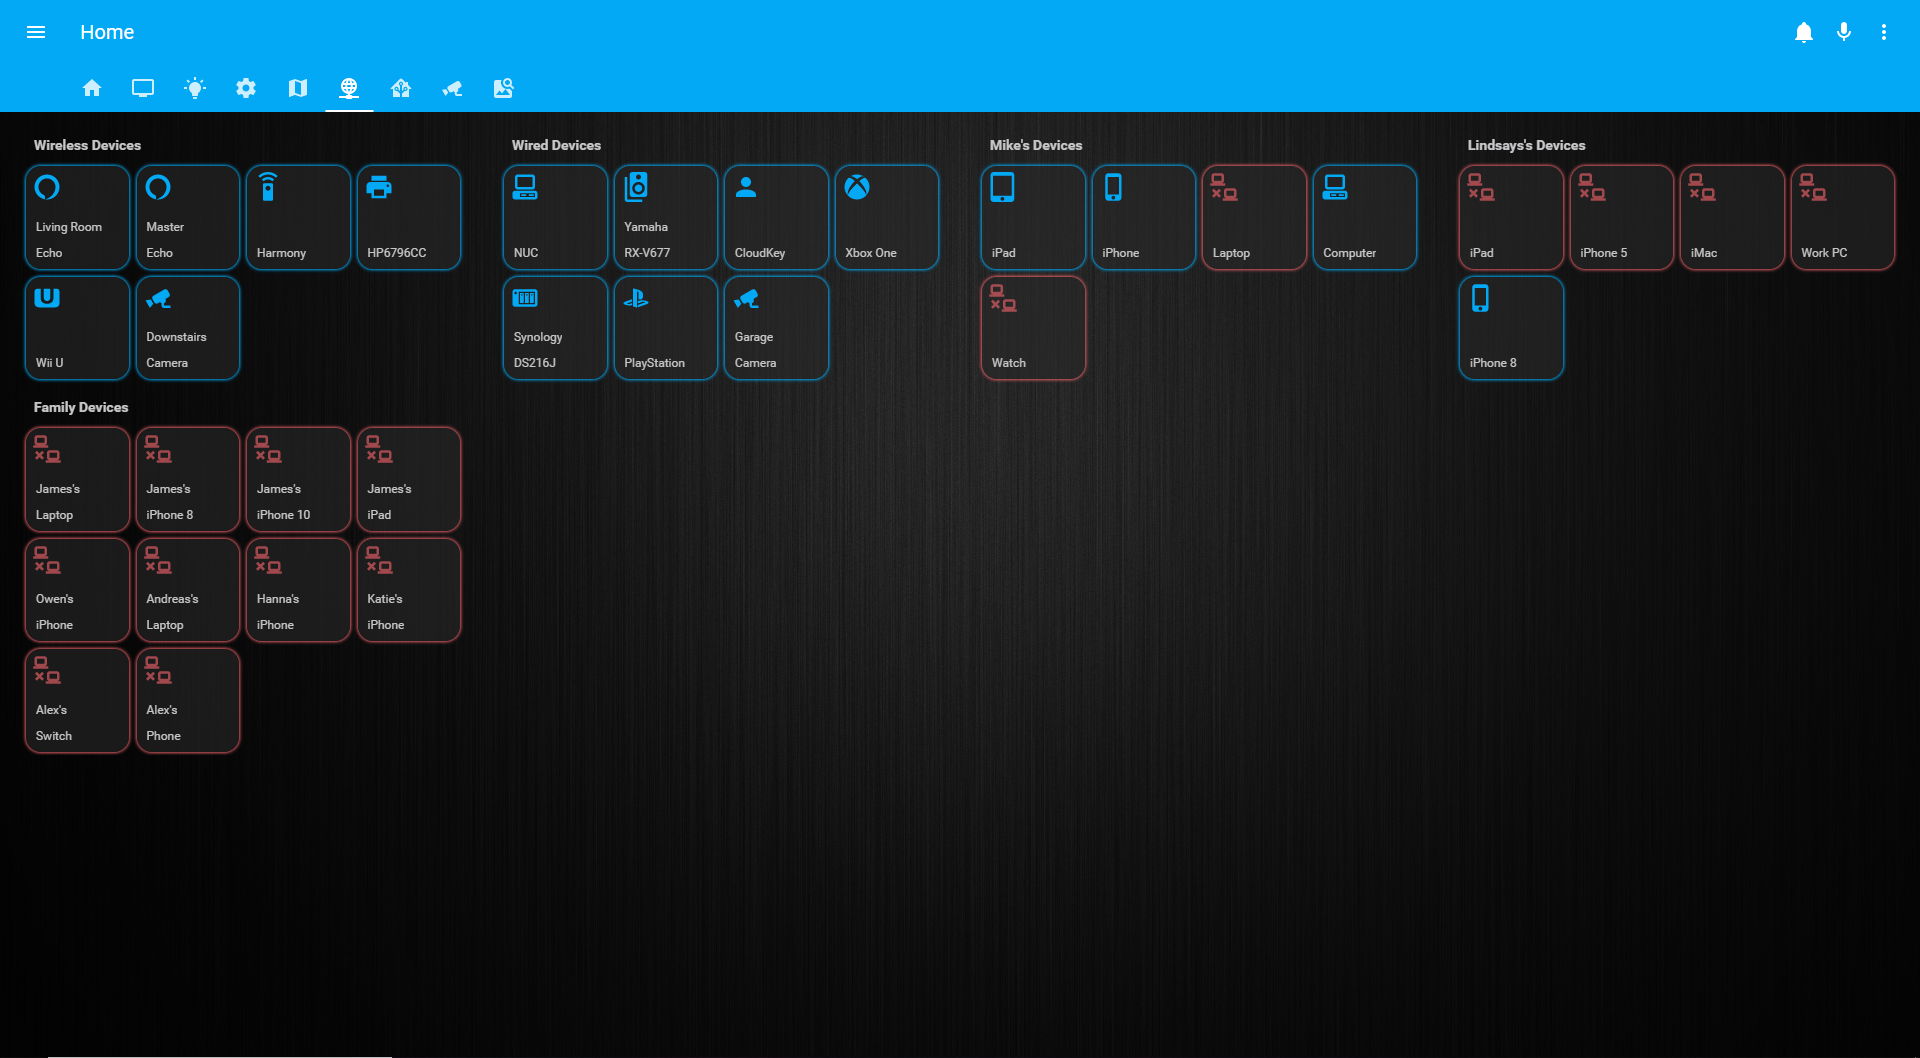 Home
Wireless Devices
Living Room
Echo
Master
Echo
Harmony
HP6796CC
Wii U
Downstairs
Camera
Wired Devices
NUC
Yamaha
RX-V677
CloudKey
Xbox One
Synology
DS216J
PlayStation
Garage
Camera
Mike's Devices
iPad
iPhone
Laptop
Computer
Watch
Lindsays's Devices
iPad
iPhone 5
iMac
Work PC
iPhone 8
Family Devices
James's
Laptop
James's
iPhone 8
James's
iPhone 10
James's
iPad
Owen's
iPhone
Andreas's
Laptop
Hanna's
iPhone
Katie's
iPhone
Alex's
Switch
Alex's
Phone